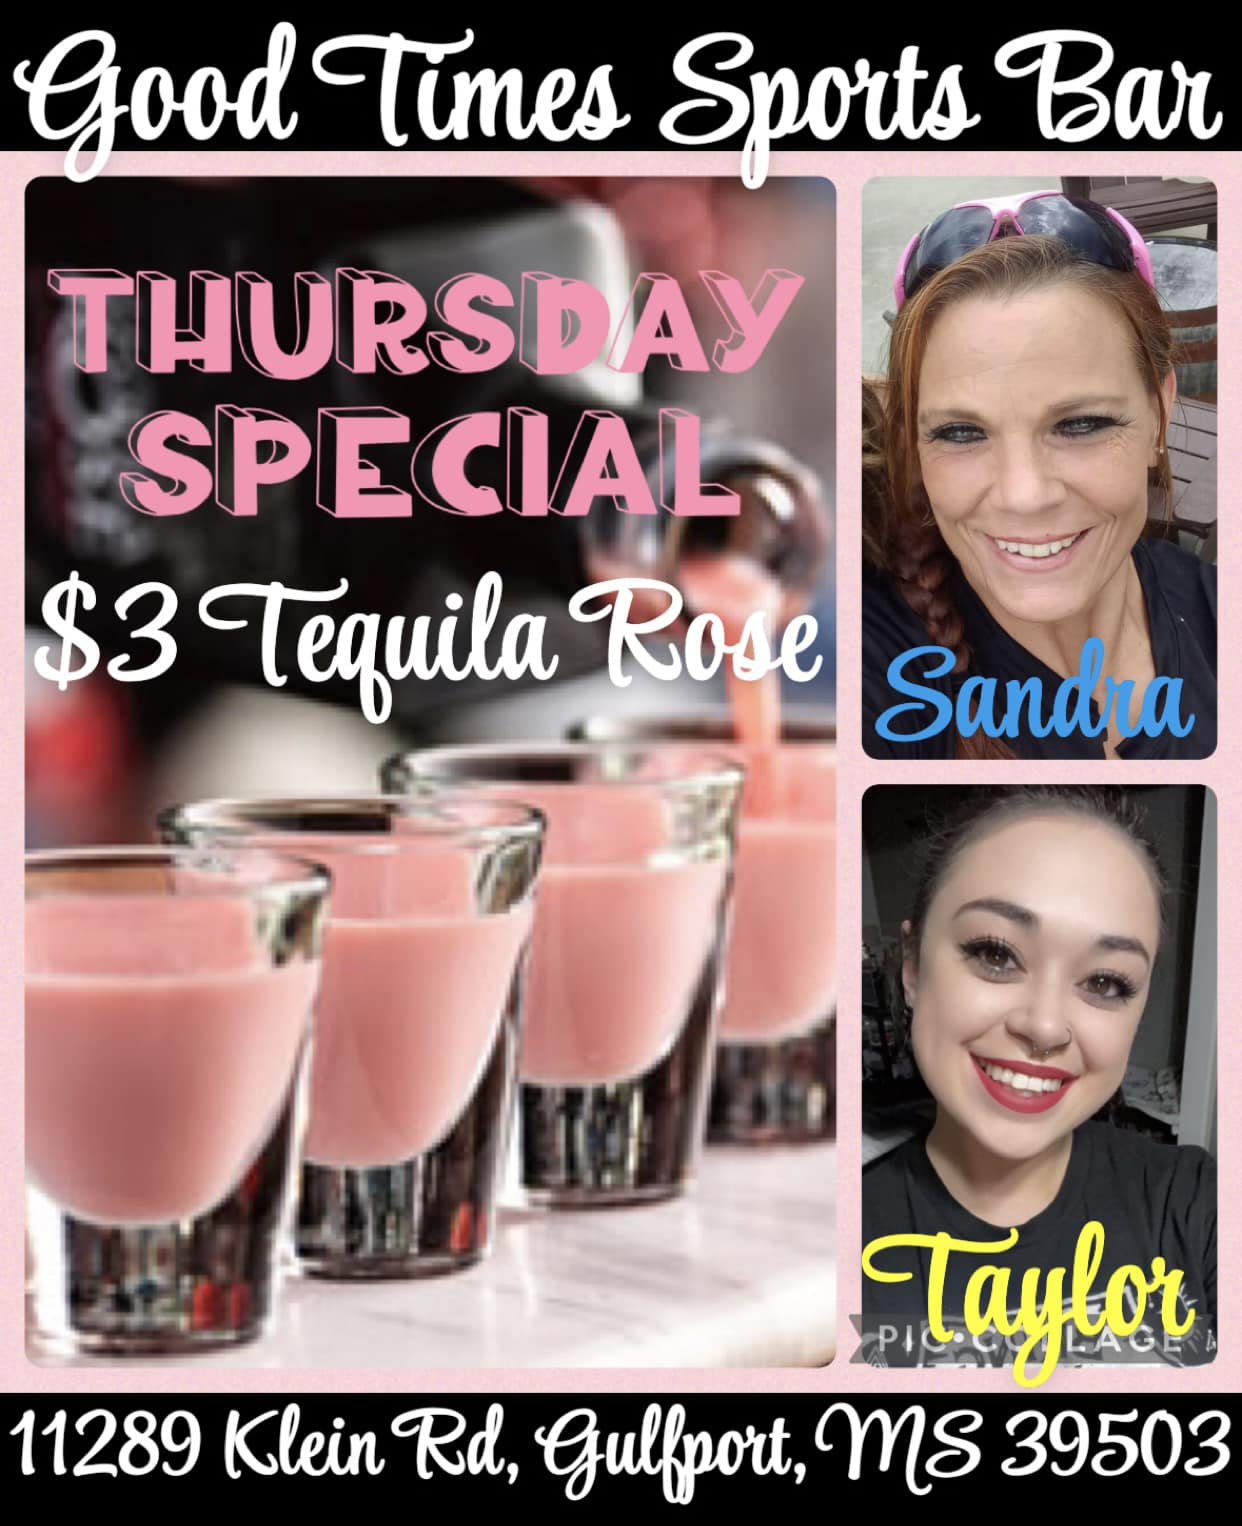 Good Times Sports Bar
THURSDAY
SPECIAL
$3 Tequila Rose
Sandra
Taylor
PIC•COLLAGE
11289 Klein Rd, Gulfport, MS 39503